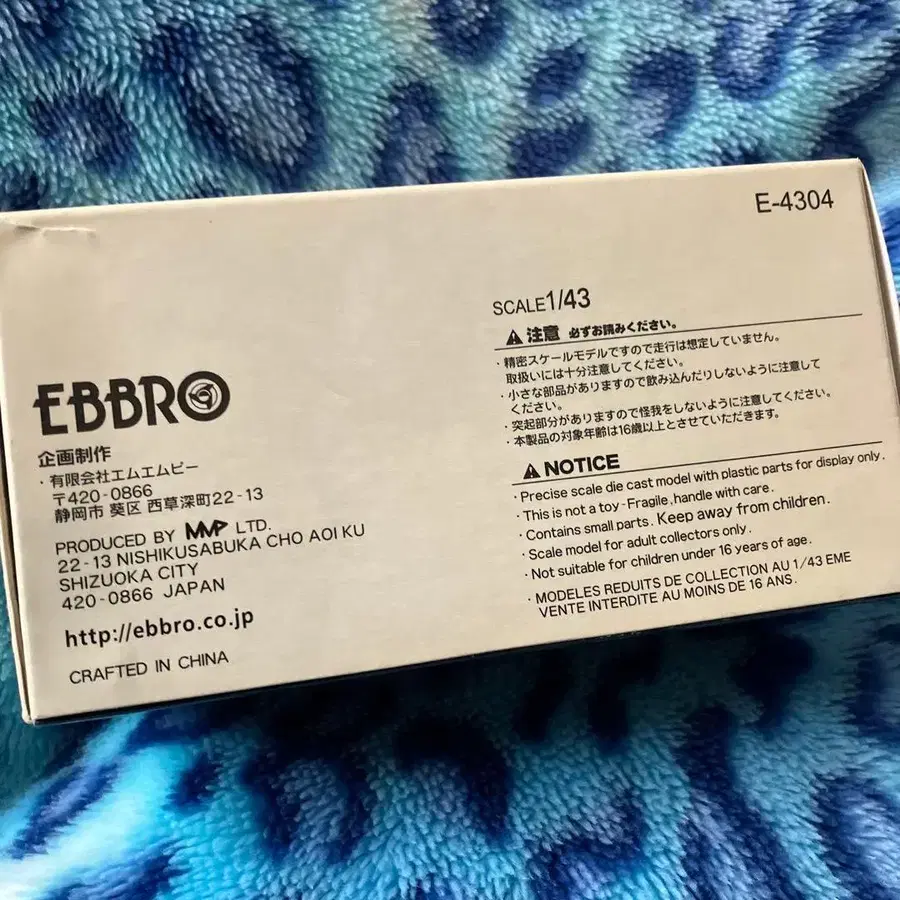 E-4304
SCALE1/43
注意 必ずお読みください。
・精密スケールモデルですので走行は想定していません。
取扱いには十分注意してください。
・小さな部品がありますので飲み込んだりしないように注意して
ください。
・突起部分がありますので怪我をしないように注意してください。
・本製品の対象年齢は16歳以上とさせていただきます。
NOTICE
・Precise scale die cast model with plastic parts for display only.
・This is not a toy-Fragile,handle with care.
・Contains small parts. Keep away from children.
・Scale model for adult collectors only.
・Not suitable for children under 16 years of age.
・MODELES REDUITS DE COLLECTION AU 1/43 EME
VENTE INTERDITE AU MOINS DE 16 ANS.
EBBRO
企画制作
・有限会社エムエムピー
〒420-0866
静岡市 葵区 西草深町22-13
PRODUCED BY MMP LTD.
22-13 NISHIKUSABUKA CHO AOI KU
SHIZUOKA CITY
420-0866 JAPAN
http://ebbro.co.jp
CRAFTED IN CHINA